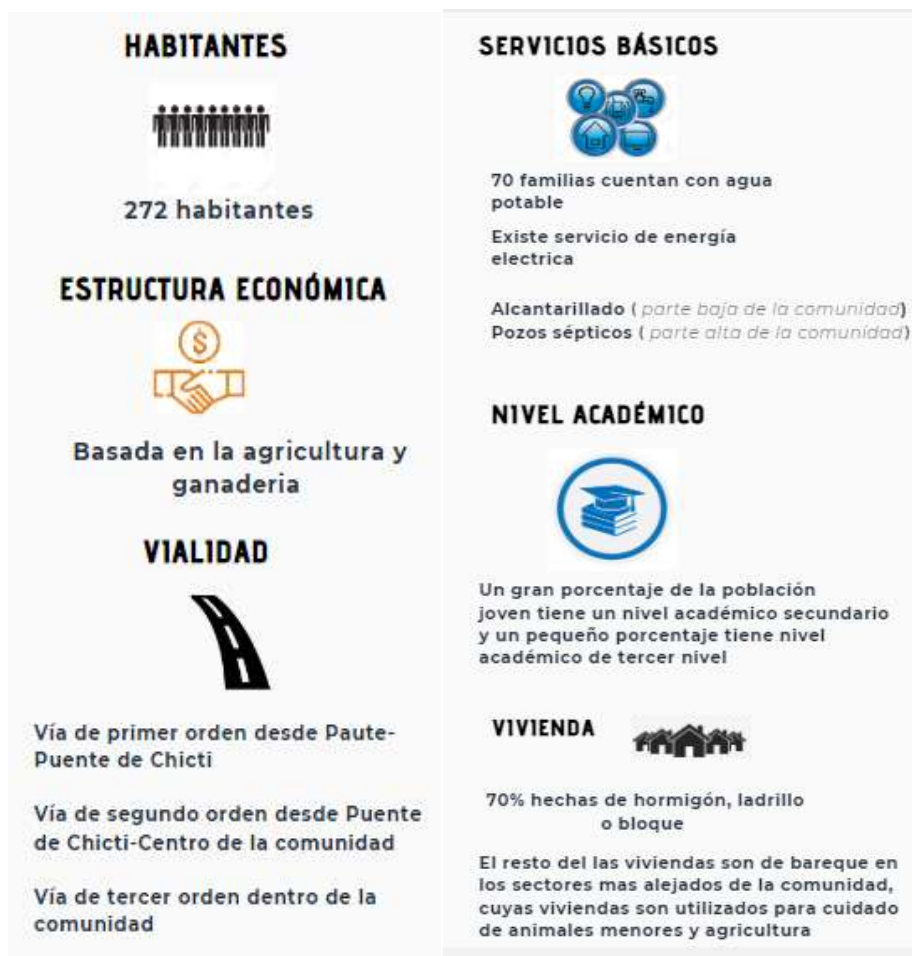 HABITANTES
272 habitantes
ESTRUCTURA ECONÓMICA
$
Basada en la agricultura y
ganaderia
VIALIDAD
Vía de primer orden desde Paute-
Puente de Chicti
Vía de segundo orden desde Puente
de Chicti-Centro de la comunidad
Vía de tercer orden dentro de la
comunidad
SERVICIOS BÁSICOS
70 familias cuentan con agua
potable
Existe servicio de energía
electrica
Alcantarillado ( parte baja de la comunidad)
Pozos sépticos ( parte alta de la comunidad)
NIVEL ACADÉMICO
Un gran porcentaje de la población
joven tiene un nivel académico secundario
y un pequeño porcentaje tiene nivel
académico de tercer nivel
VIVIENDA
70% hechas de hormigón, ladrillo
o bloque
El resto del las viviendas son de bareque en
los sectores mas alejados de la comunidad,
cuyas viviendas son utilizados para cuidado
de animales menores y agricultura